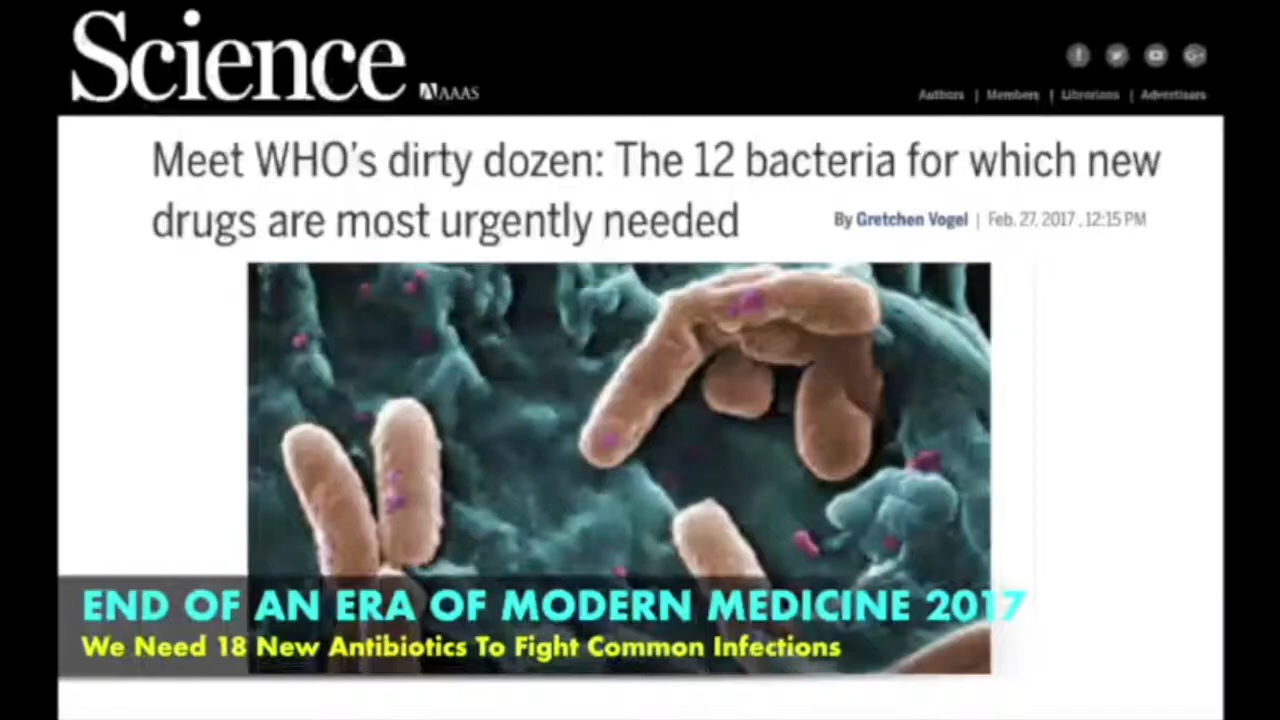 Science AAAS
Authors | Members | Librarians | Advertisers
Meet WHO's dirty dozen: The 12 bacteria for which new
drugs are most urgently needed
By Gretchen Vogel | Feb. 27, 2017, 12:15 PM
END OF AN ERA OF MODERN MEDICINE 2017
We Need 18 New Antibiotics To Fight Common Infections